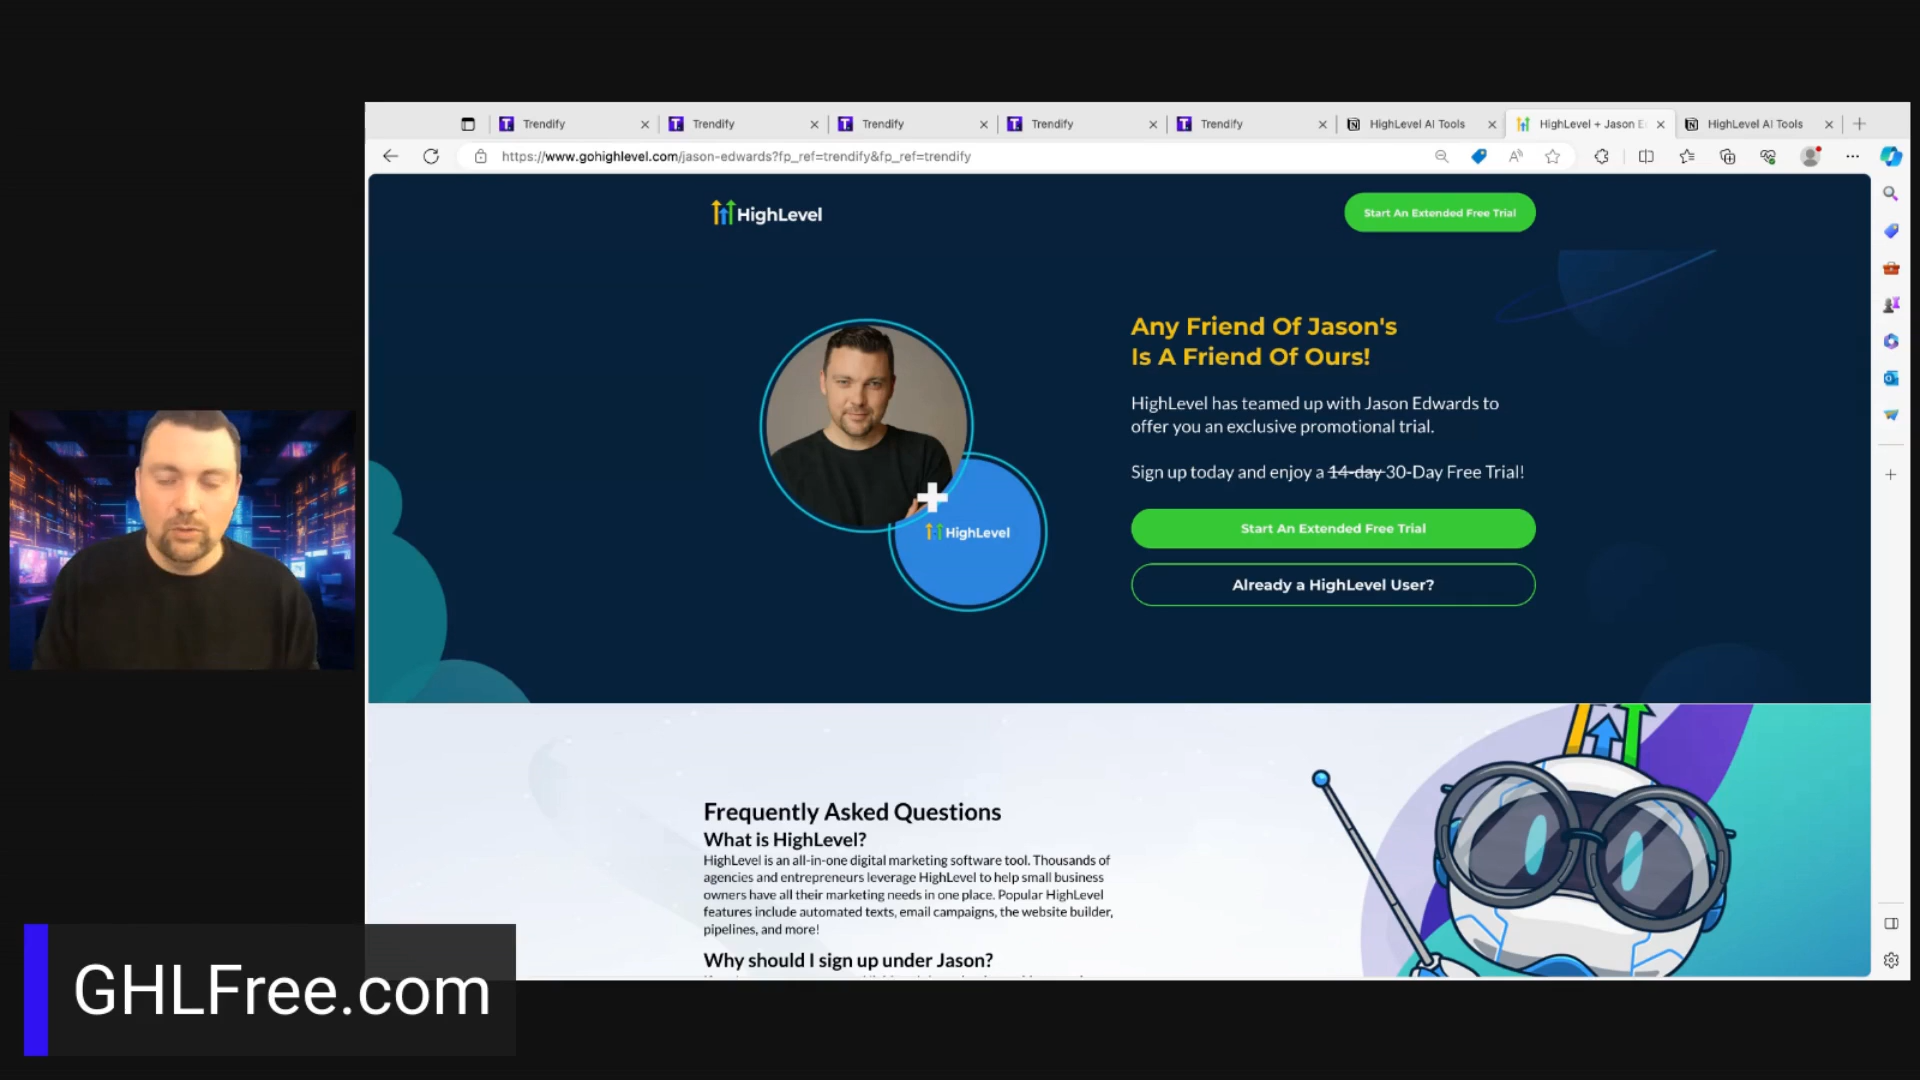 Trendify
Trendify
Trendify
Trendify
Trendify
HighLevel AI Tools
HighLevel + Jason E
HighLevel AI Tools
https://www.gohighlevel.com/jason-edwards?fp_ref=trendify&fp_ref=trendify
HighLevel
Start An Extended Free Trial
Any Friend Of Jason's
Is A Friend Of Ours!
HighLevel has teamed up with Jason Edwards to
offer you an exclusive promotional trial.
Sign up today and enjoy a 14-day 30-Day Free Trial!
Start An Extended Free Trial
Already a HighLevel User?
HighLevel
Frequently Asked Questions
What is HighLevel?
HighLevel is an all-in-one digital marketing software tool. Thousands of
agencies and entrepreneurs leverage HighLevel to help small business
owners have all their marketing needs in one place. Popular HighLevel
features include automated texts, email campaigns, the website builder,
pipelines, and more!
Why should I sign up under Jason?
GHLFree.com